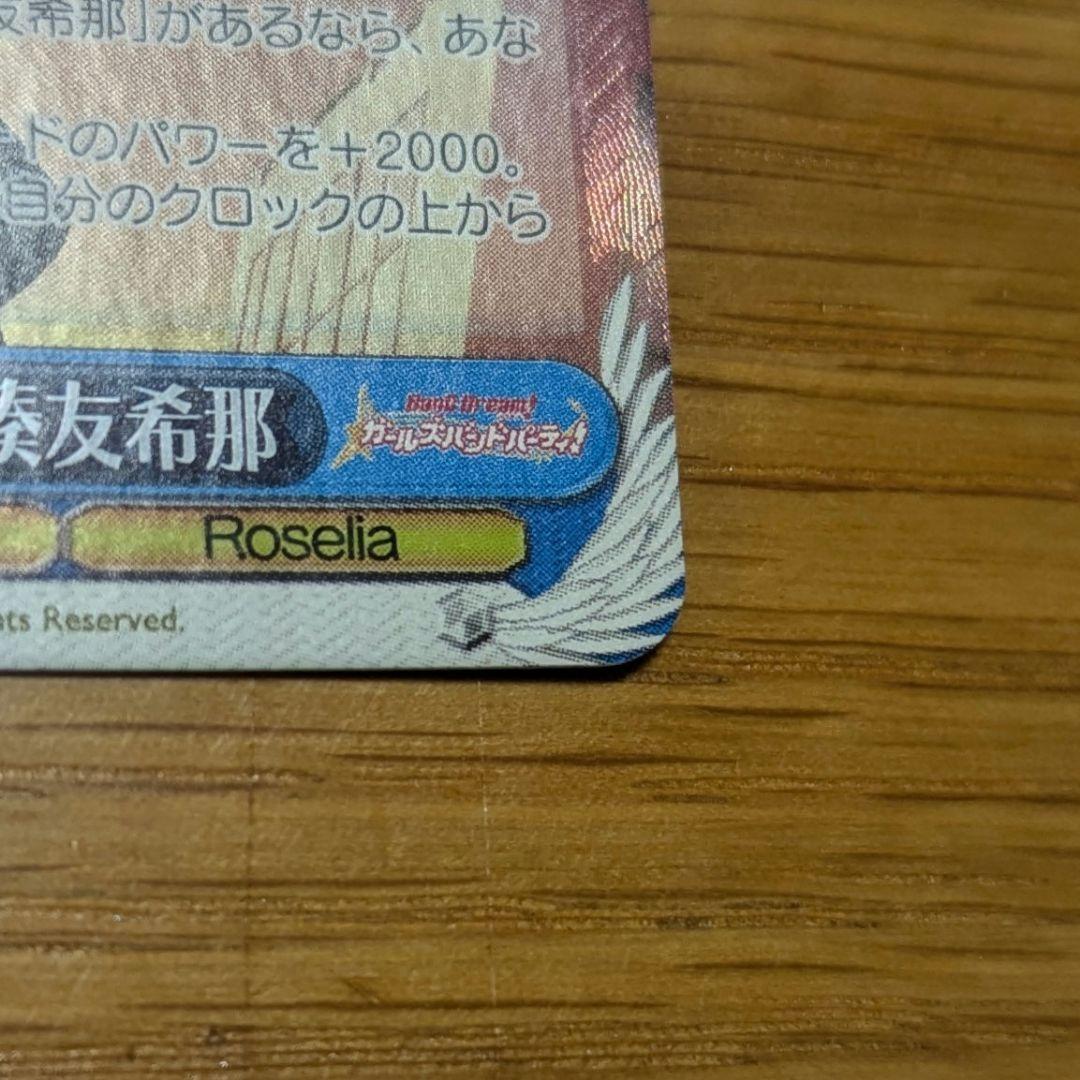 友希那」があるなら、あな
ドのパワーを+2000。
自分のクロックの上から
湊友希那
BanG Dream!
ガールズバンドパーティ!
Roselia
hts Reserved.